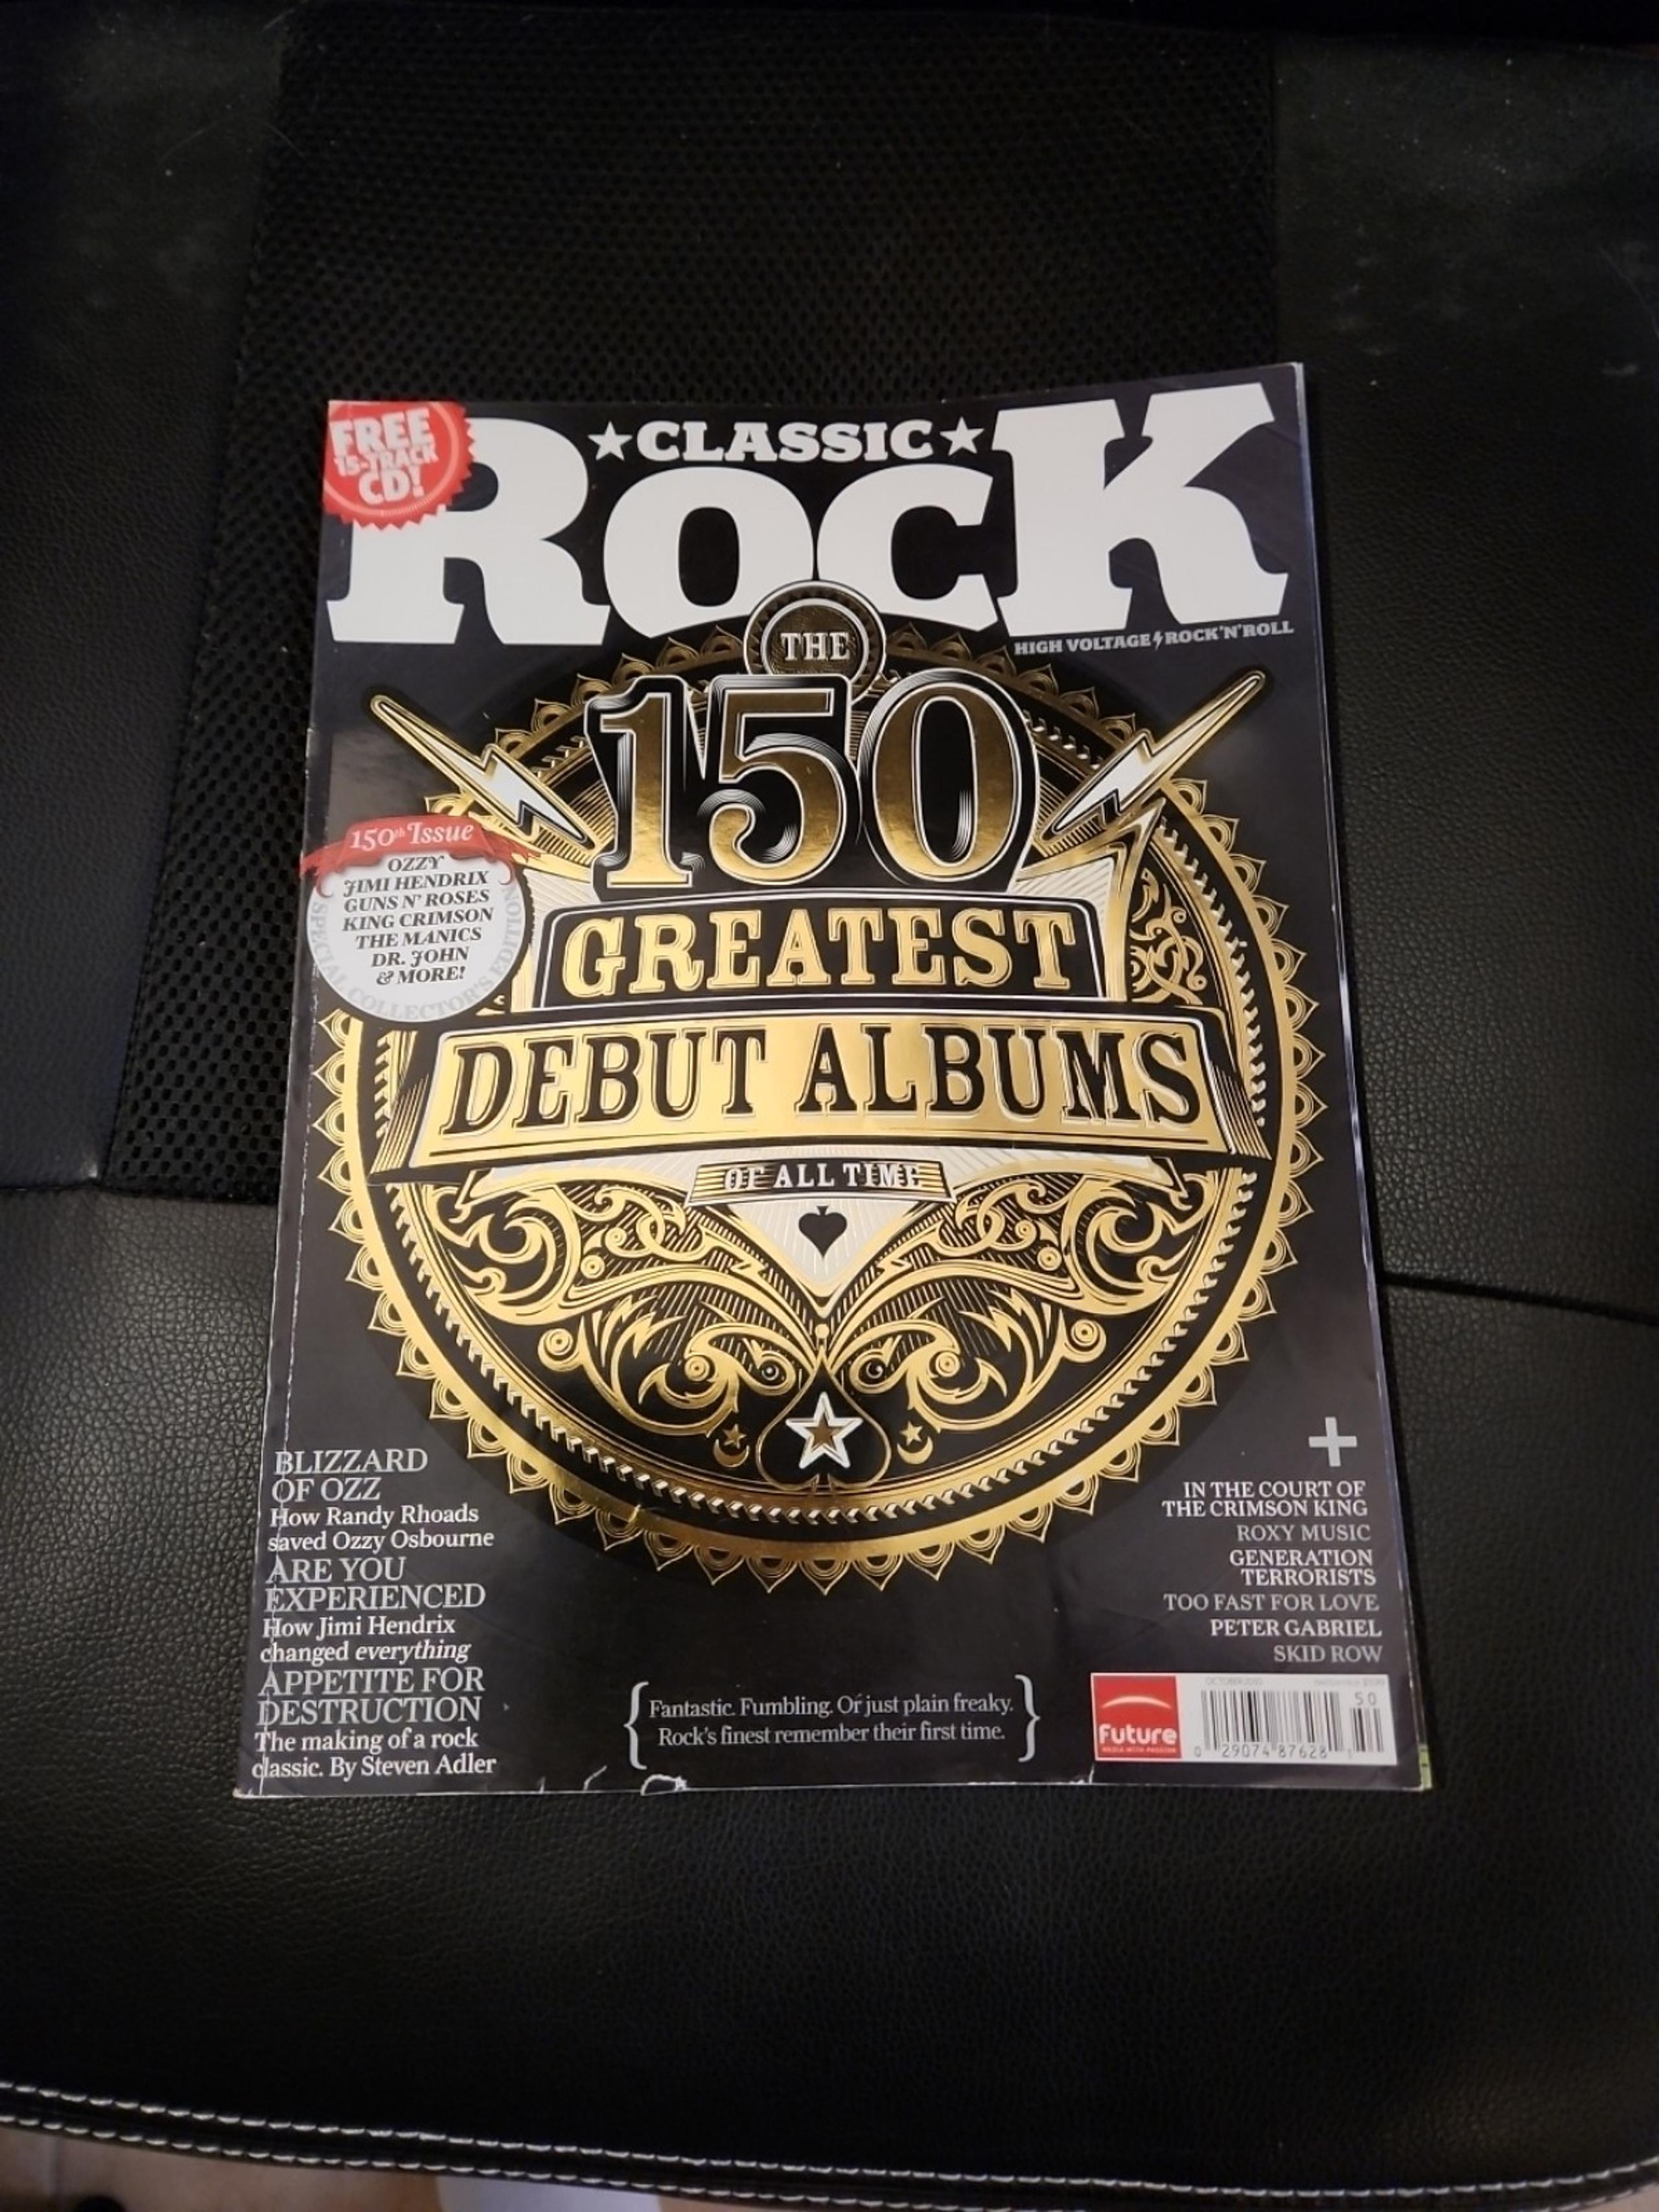 FREE
15-TRACK
CD!
★CLASSIC★
ROCK
HIGH VOLTAGE ROCK'N'ROLL
THE
150
GREATEST
DEBUT ALBUMS
OF ALL TIME
150th Issue
OZZY
JIMI HENDRIX
GUNS N' ROSES
KING CRIMSON
THE MANICS
DR. JOHN
& MORE!
SPECIAL COLLECTOR'S EDITION
BLIZZARD
OF OZZ
How Randy Rhoads
saved Ozzy Osbourne
ARE YOU
EXPERIENCED
How Jimi Hendrix
changed everything
APPETITE FOR
DESTRUCTION
The making of a rock
classic. By Steven Adler
{Fantastic. Fumbling. Or just plain freaky.
Rock's finest remember their first time.}
+
IN THE COURT OF
THE CRIMSON KING
ROXY MUSIC
GENERATION
TERRORISTS
TOO FAST FOR LOVE
PETER GABRIEL
SKID ROW
Future
MEDIA WITH PASSION
50
0 29074 87628 1